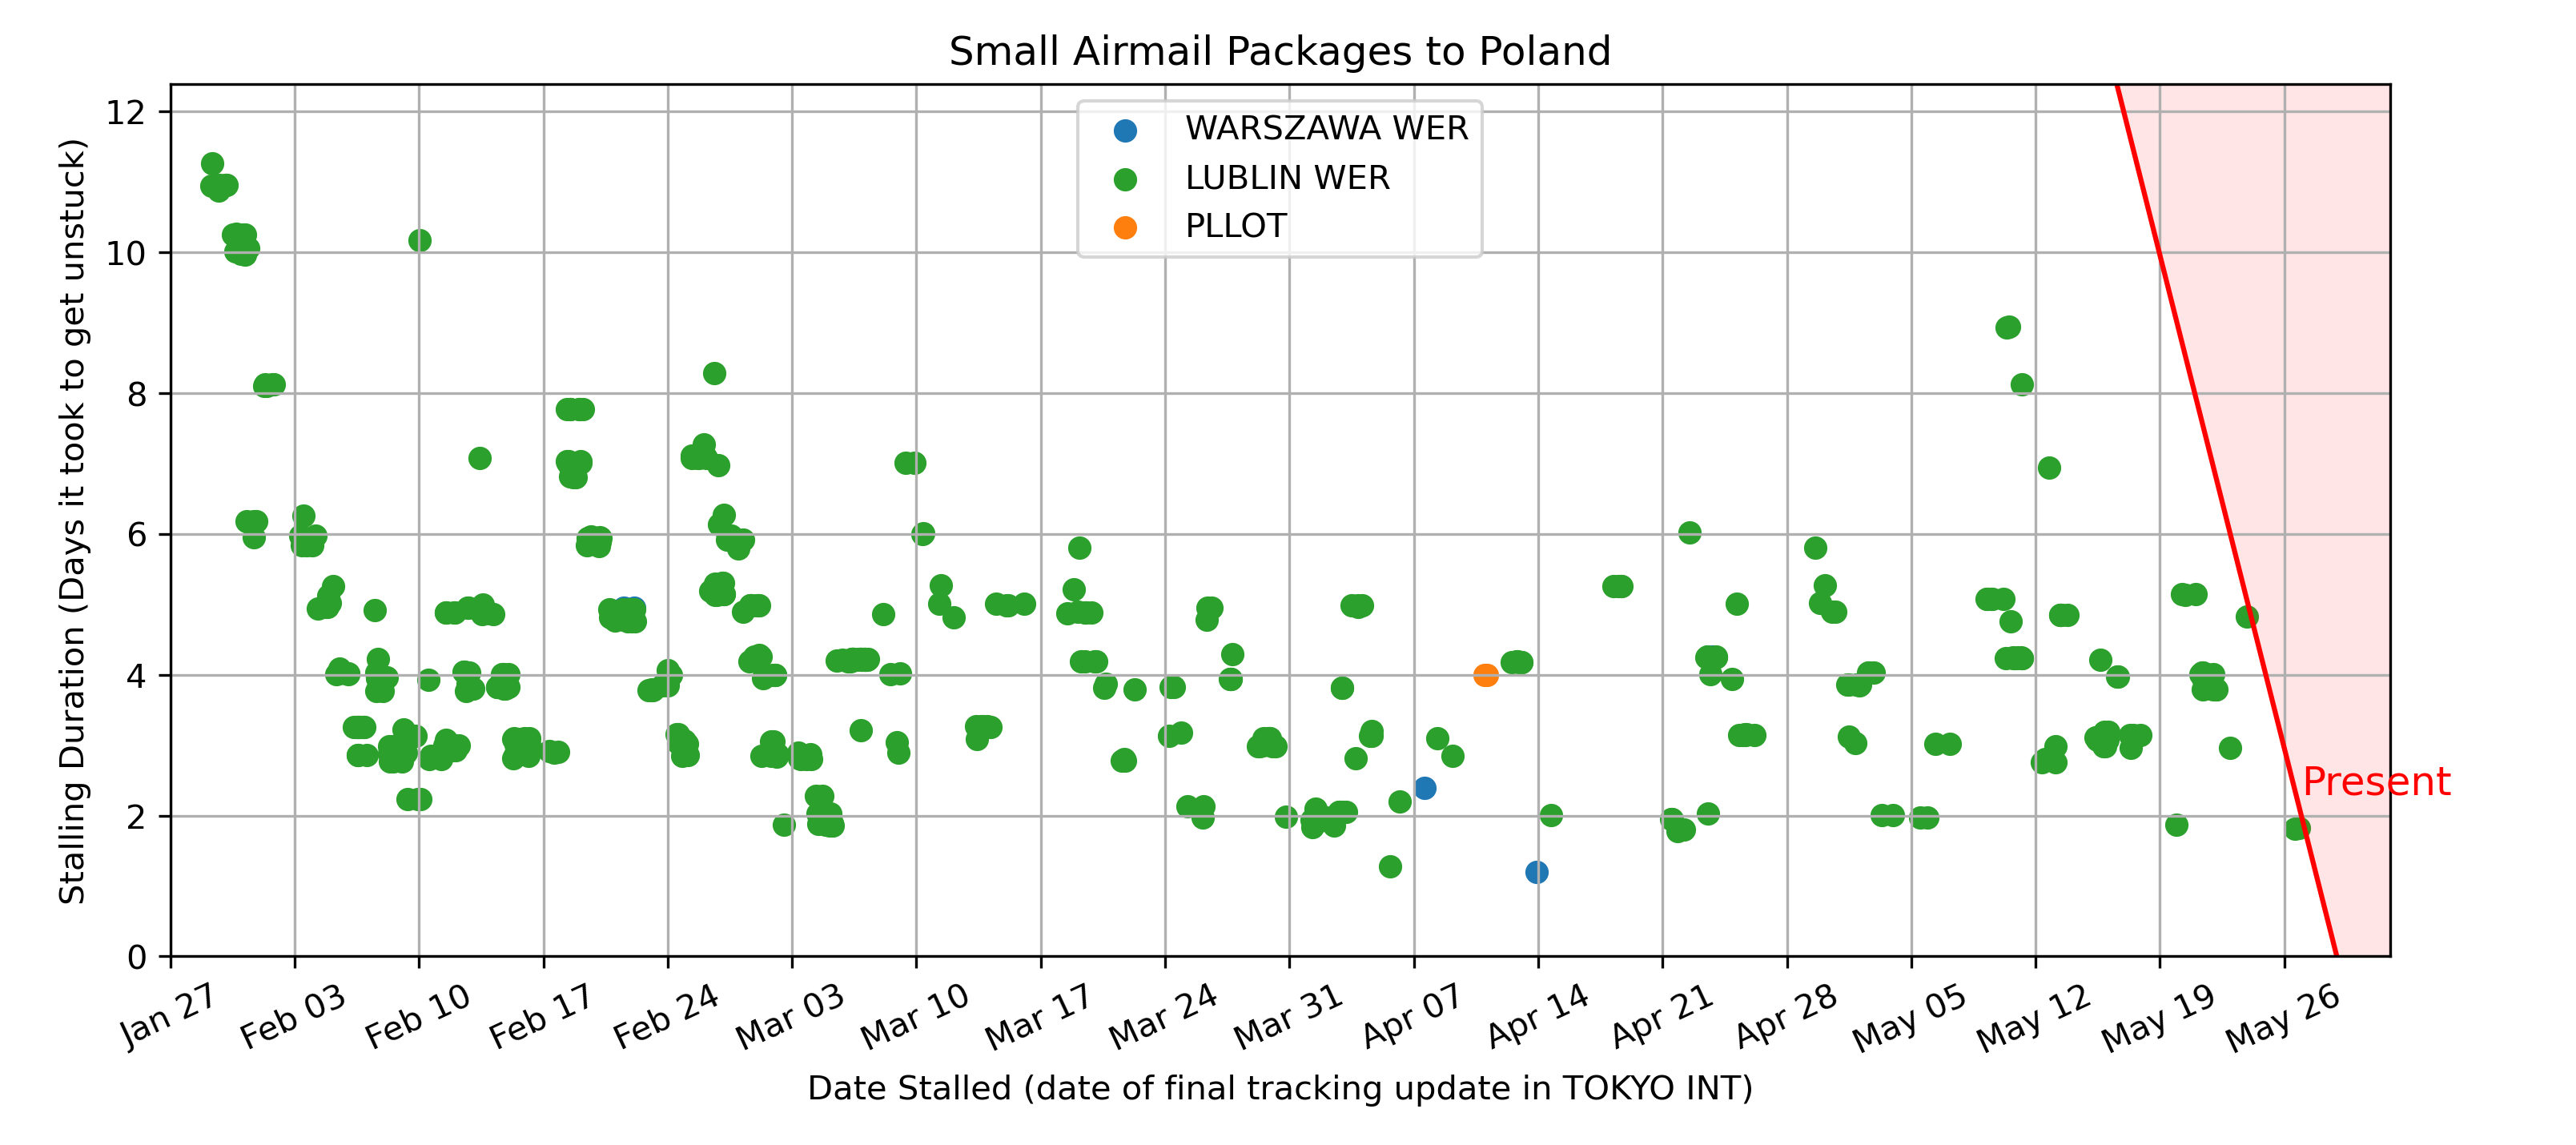 Small Airmail Packages to Poland
Stalling Duration (Days it took to get unstuck)
12
10
8
6
4
2
0
WARSZAWA WER
LUBLIN WER
PLLOT
Present
Jan 27
Feb 03
Feb 10
Feb 17
Feb 24
Mar 03
Mar 10
Mar 17
Mar 24
Mar 31
Apr 07
Apr 14
Apr 21
Apr 28
May 05
May 12
May 19
May 26
Date Stalled (date of final tracking update in TOKYO INT)